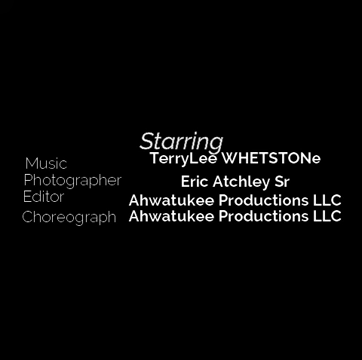 Starring
Music TerryLee WHETSTONe
Photographer Eric Atchley Sr
Editor Ahwatukee Productions LLC
Choreograph Ahwatukee Productions LLC